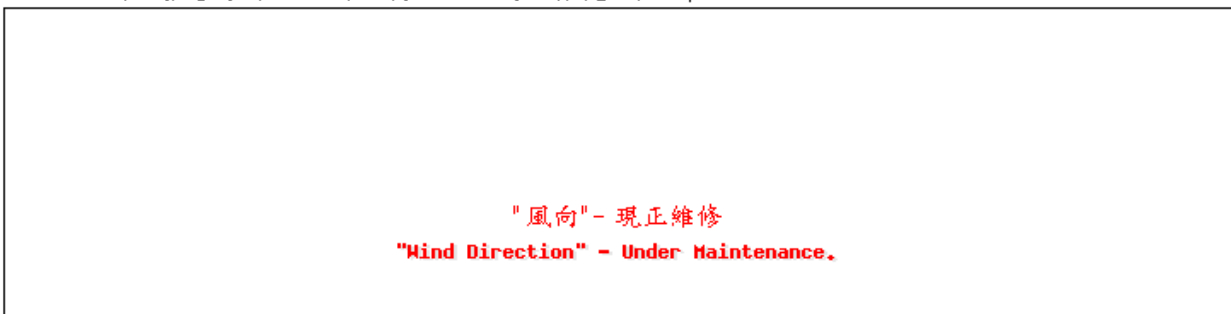 "風向"- 現正維修
"Wind Direction" - Under Maintenance.